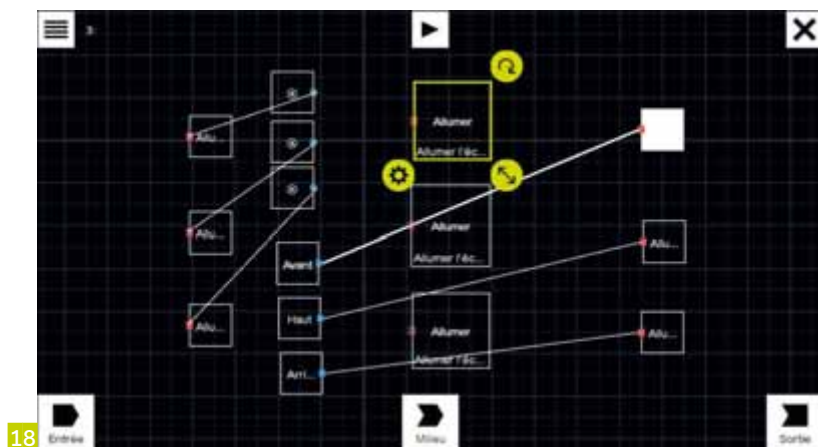 3:
Allumer
Allu...
Allumer l'éc...
Allu...
Allumer
Allu...
Avant
Allumer l'éc...
Haut
Allu...
Allumer
Allu...
Allumer l'éc...
Arri...
Entrée
Milieu
Sortie
18